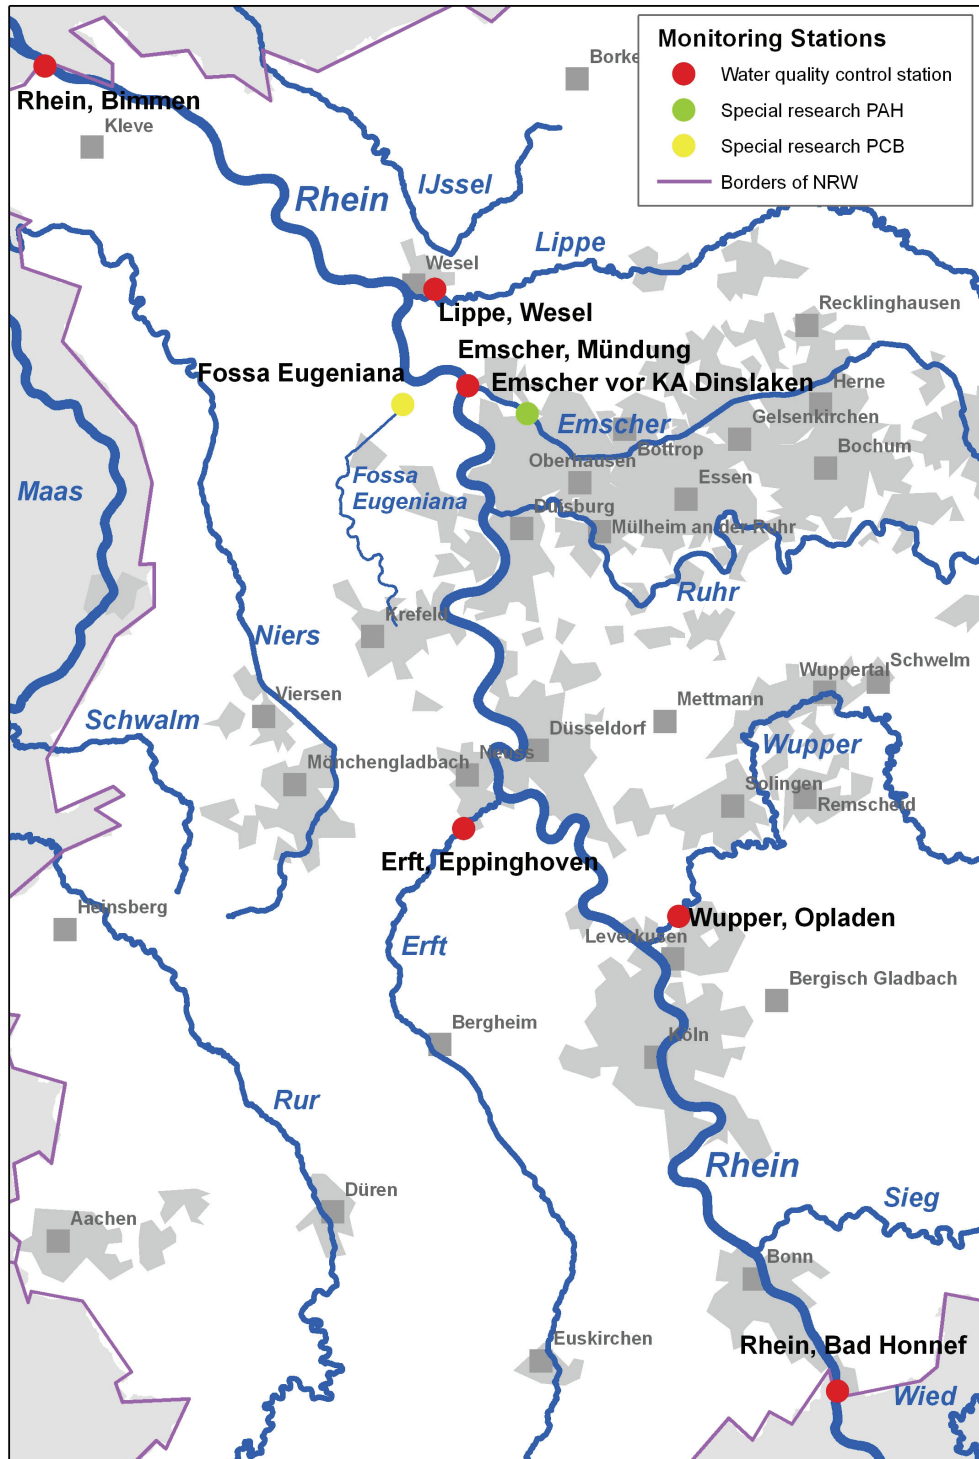 Monitoring Stations
Water quality control station
Special research PAH
Special research PCB
Borders of NRW
Borke
Rhein, Bimmen
Kleve
Rhein
IJssel
Lippe
Wesel
Lippe, Wesel
Recklinghausen
Emscher, Mündung
Fossa Eugeniana
Emscher vor KA Dinslaken
Herne
Gelsenkirchen
Emscher
Bottrop
Bochum
Oberhausen
Essen
Fossa
Eugeniana
Maas
Duisburg
Mülheim an der Ruhr
Ruhr
Krefeld
Niers
Schwelm
Wuppertal
Viersen
Mettmann
Schwalm
Düsseldorf
Wupper
Neuss
Mönchengladbach
Solingen
Remscheid
Erft, Eppinghoven
Heinsberg
Wupper, Opladen
Leverkusen
Erft
Bergisch Gladbach
Bergheim
Köln
Rur
Rhein
Düren
Sieg
Aachen
Bonn
Euskirchen
Rhein, Bad Honnef
Wied